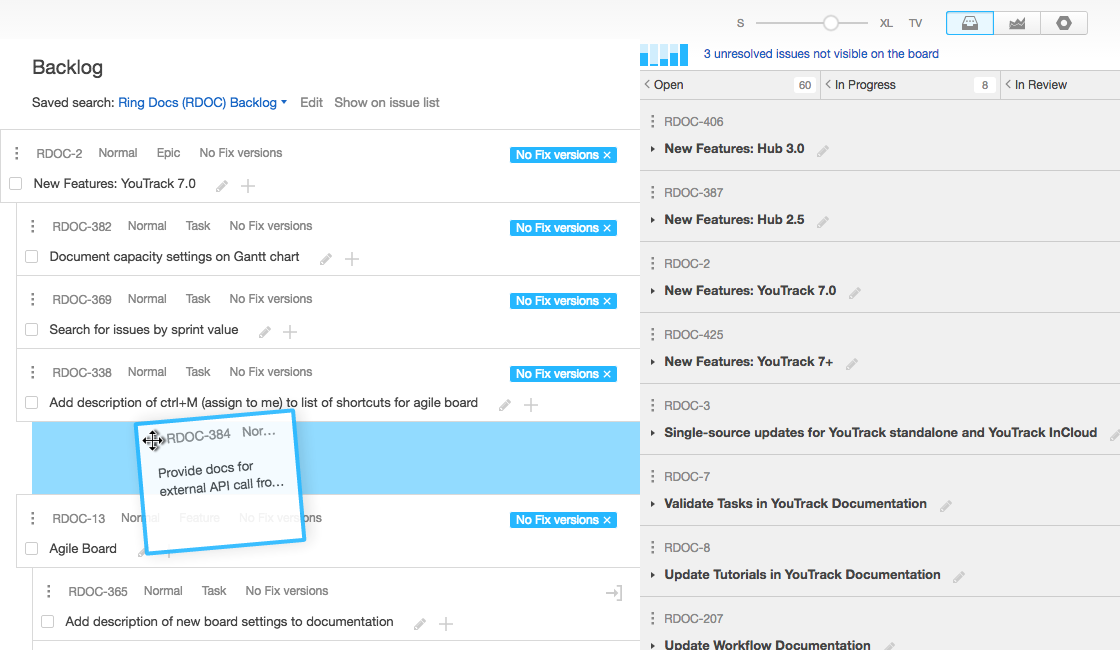 S XL TV
3 unresolved issues not visible on the board
Backlog
Saved search: Ring Docs (RDOC) Backlog Edit Show on issue list
RDOC-2 Normal Epic No Fix versions No Fix versions ×
New Features: YouTrack 7.0
RDOC-382 Normal Task No Fix versions No Fix versions ×
Document capacity settings on Gantt chart
RDOC-369 Normal Task No Fix versions No Fix versions ×
Search for issues by sprint value
RDOC-338 Normal Task No Fix versions No Fix versions ×
Add description of ctrl+M (assign to me) to list of shortcuts for agile board
RDOC-384 Nor...
Provide docs for
external API call fro...
RDOC-13 Normal Feature No Fix versions No Fix versions ×
Agile Board
RDOC-365 Normal Task No Fix versions
Add description of new board settings to documentation
Open 60 In Progress 8 In Review
RDOC-406
New Features: Hub 3.0
RDOC-387
New Features: Hub 2.5
RDOC-2
New Features: YouTrack 7.0
RDOC-425
New Features: YouTrack 7+
RDOC-3
Single-source updates for YouTrack standalone and YouTrack InCloud
RDOC-7
Validate Tasks in YouTrack Documentation
RDOC-8
Update Tutorials in YouTrack Documentation
RDOC-207
Update Workflow Documentation